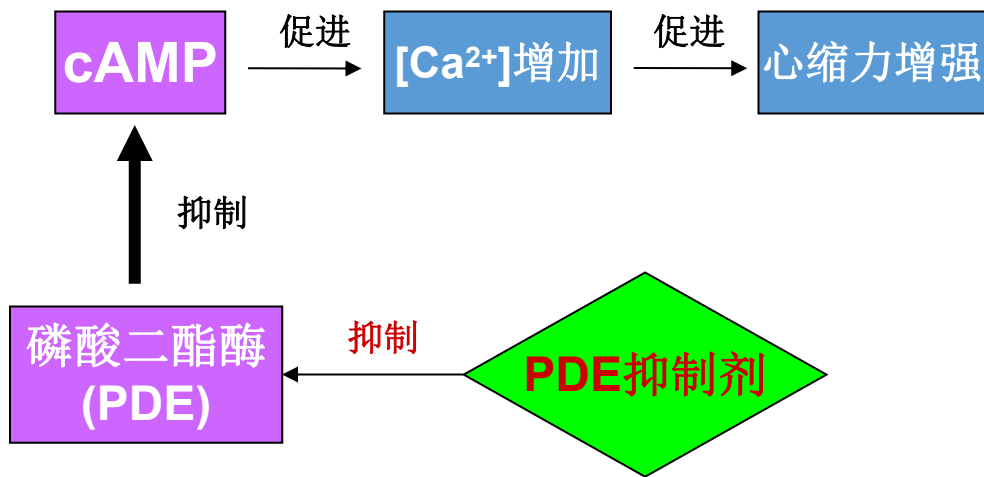 促进
促进
cAMP
[Ca²⁺]增加
心缩力增强
抑制
磷酸二酯酶
(PDE)
抑制
PDE抑制剂